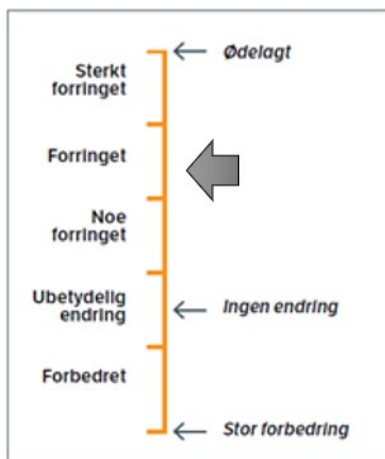 Ødelagt
Sterkt
forringet
Forringet
Noe
forringet
Ubetydelig
endring
Ingen endring
Forbedret
Stor forbedring